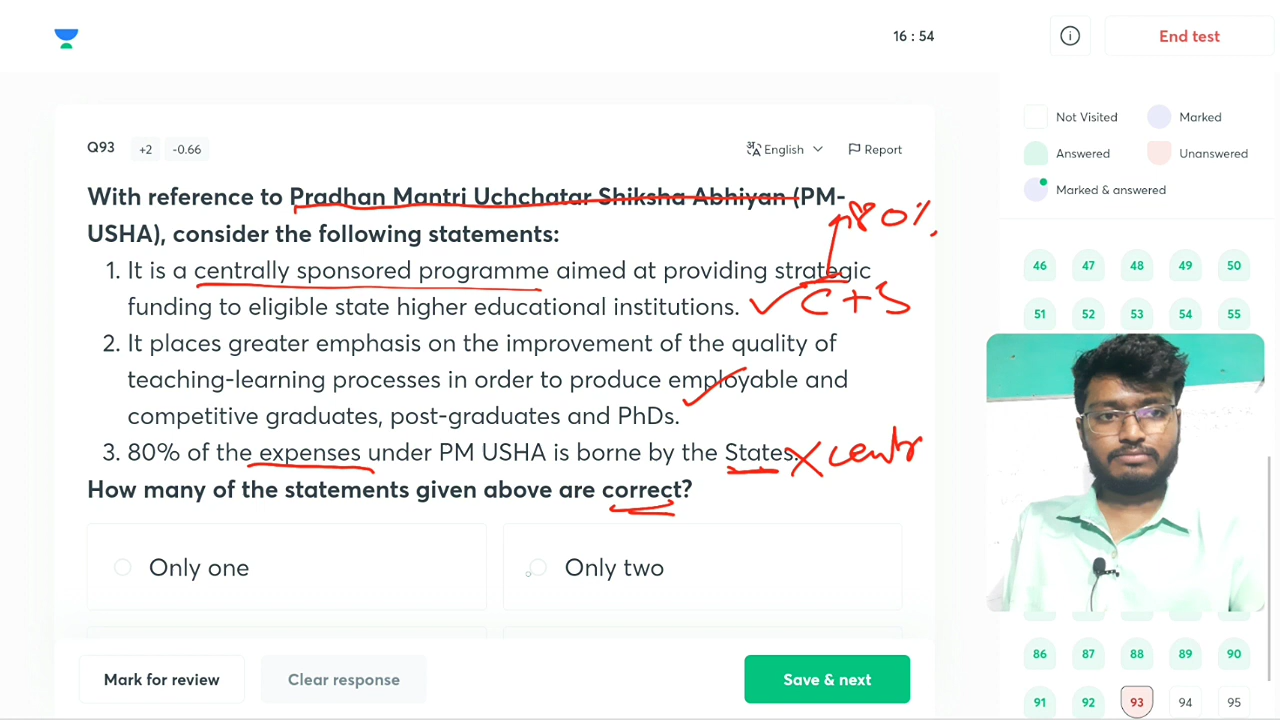 16 : 54
End test
Q93
+2
-0.66
English
Report
With reference to Pradhan Mantri Uchchatar Shiksha Abhiyan (PM-
USHA), consider the following statements:
1. It is a centrally sponsored programme aimed at providing strategic
funding to eligible state higher educational institutions.
2. It places greater emphasis on the improvement of the quality of
teaching-learning processes in order to produce employable and
competitive graduates, post-graduates and PhDs.
3. 80% of the expenses under PM USHA is borne by the States.
How many of the statements given above are correct?
80%
C + S
centr
Only one
Only two
Mark for review
Clear response
Save & next
Not Visited
Marked
Answered
Unanswered
Marked & answered
46 47 48 49 50
51 52 53 54 55
86 87 88 89 90
91 92 93 94 95